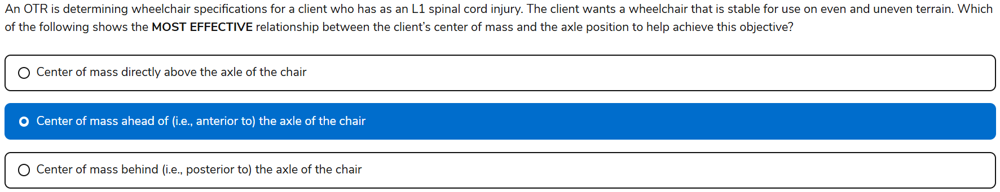 An OTR is determining wheelchair specifications for a client who has as an L1 spinal cord injury. The client wants a wheelchair that is stable for use on even and uneven terrain. Which
of the following shows the MOST EFFECTIVE relationship between the client’s center of mass and the axle position to help achieve this objective?
Center of mass directly above the axle of the chair
Center of mass ahead of (i.e., anterior to) the axle of the chair
Center of mass behind (i.e., posterior to) the axle of the chair